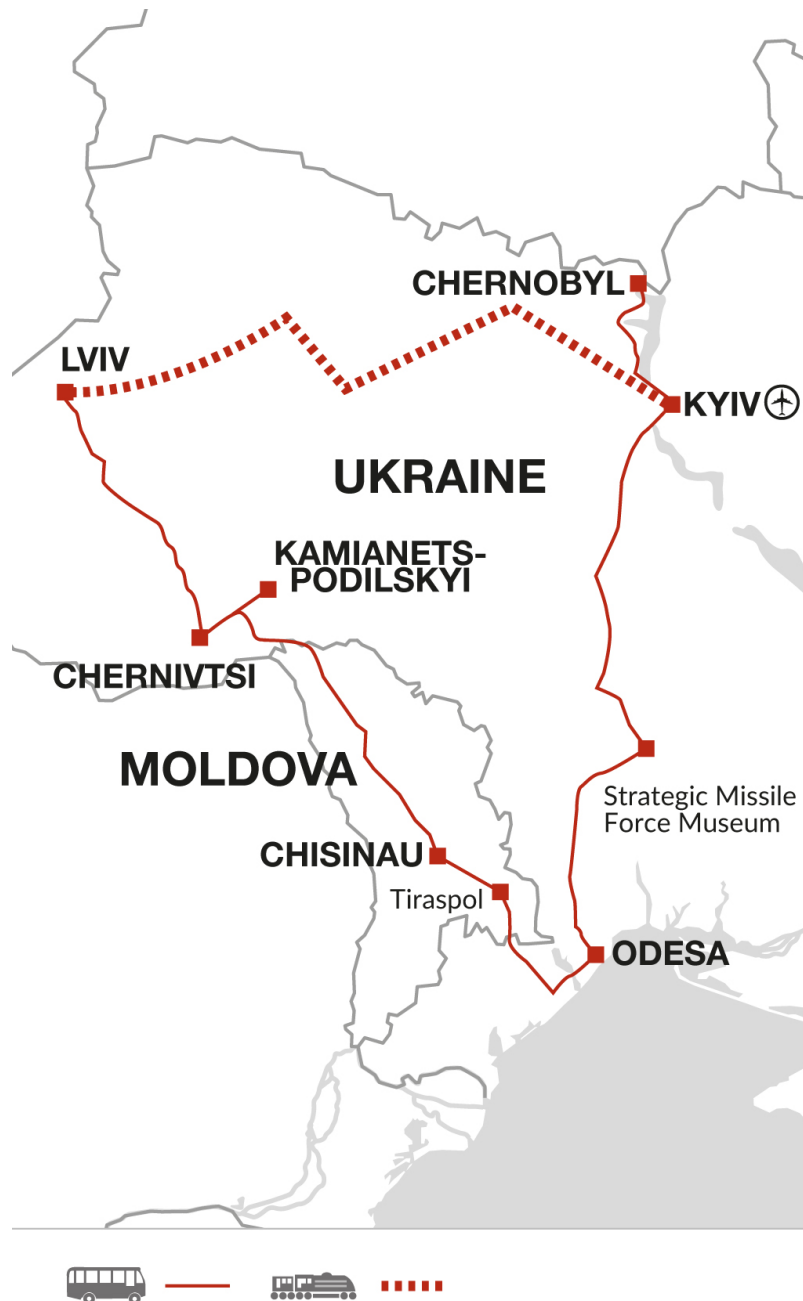 CHERNOBYL
LVIV
KYIV
UKRAINE
KAMIANETS-
PODILSKYI
CHERNIVTSI
MOLDOVA
Strategic Missile
Force Museum
CHISINAU
Tiraspol
ODESA